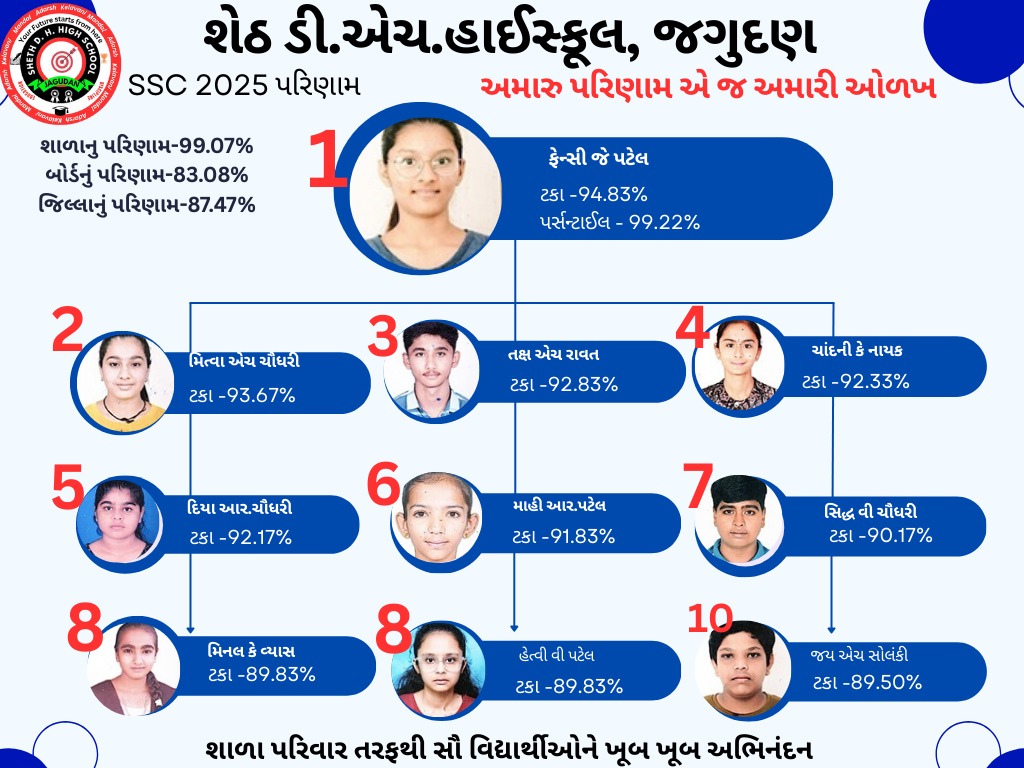 શેઠ ડી.એચ.હાઈસ્કૂલ, જગુદણ
Your Future starts from here
SHETH D. H. HIGH SCHOOL
JAGUDAN
Adarsh Kelavani Mandal
SSC 2025 પરિણામ
અમારુ પરિણામ એ જ અમારી ઓળખ
શાળાનુ પરિણામ-99.07%
બોર્ડનું પરિણામ-83.08%
જિલ્લાનું પરિણામ-87.47%
1
ફેન્સી જે પટેલ
ટકા -94.83%
પર્સન્ટાઈલ - 99.22%
2
મિત્વા એચ ચૌધરી
ટકા -93.67%
3
તક્ષ એચ રાવત
ટકા -92.83%
4
ચાંદની કે નાયક
ટકા -92.33%
5
દિયા આર.ચૌધરી
ટકા -92.17%
6
માહી આર.પટેલ
ટકા -91.83%
7
સિદ્ધ વી ચૌધરી
ટકા -90.17%
8
મિનલ કે વ્યાસ
ટકા -89.83%
8
હેત્વી વી પટેલ
ટકા -89.83%
10
જય એચ સોલંકી
ટકા -89.50%
શાળા પરિવાર તરફથી સૌ વિદ્યાર્થીઓને ખૂબ ખૂબ અભિનંદન